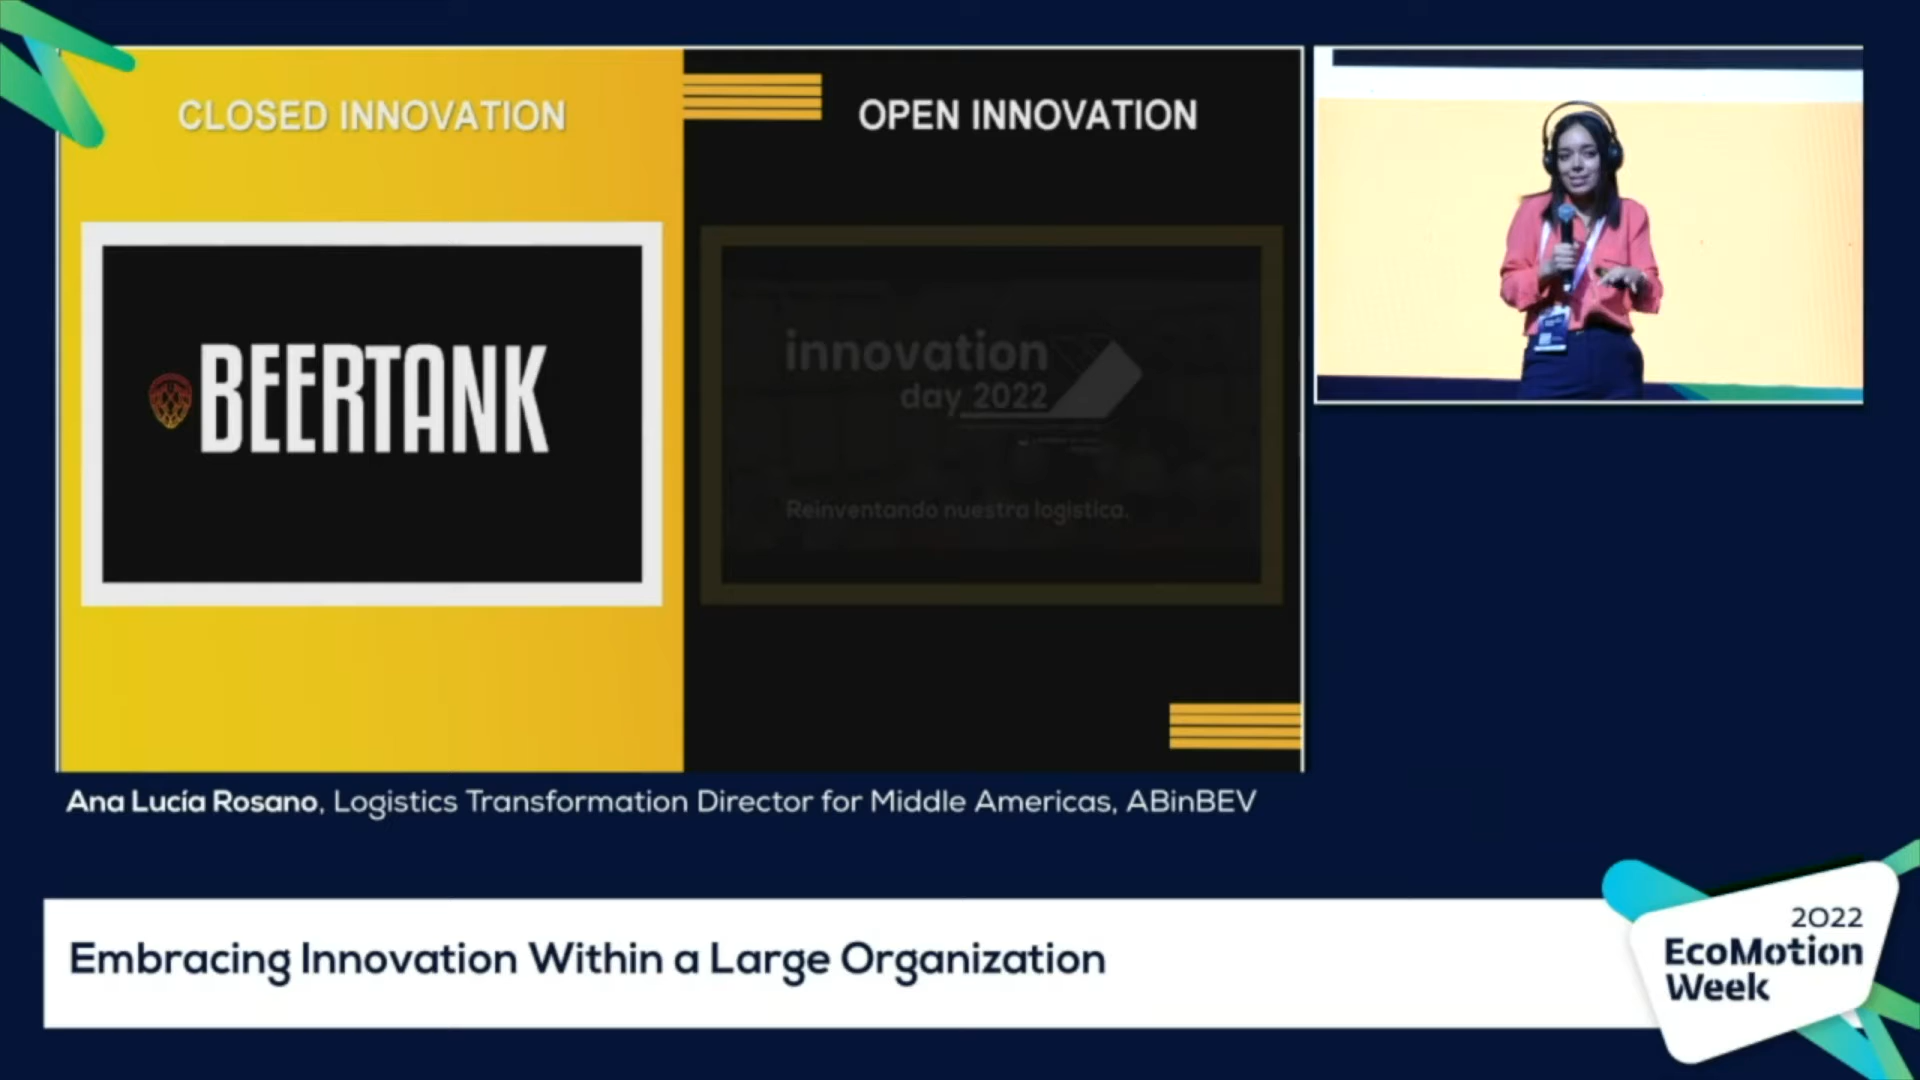 CLOSED INNOVATION
OPEN INNOVATION
BEERTANK
innovation
day 2022
Reinventando nuestra logística.
Ana Lucía Rosano, Logistics Transformation Director for Middle Americas, ABinBEV
Embracing Innovation Within a Large Organization
2022
EcoMotion
Week